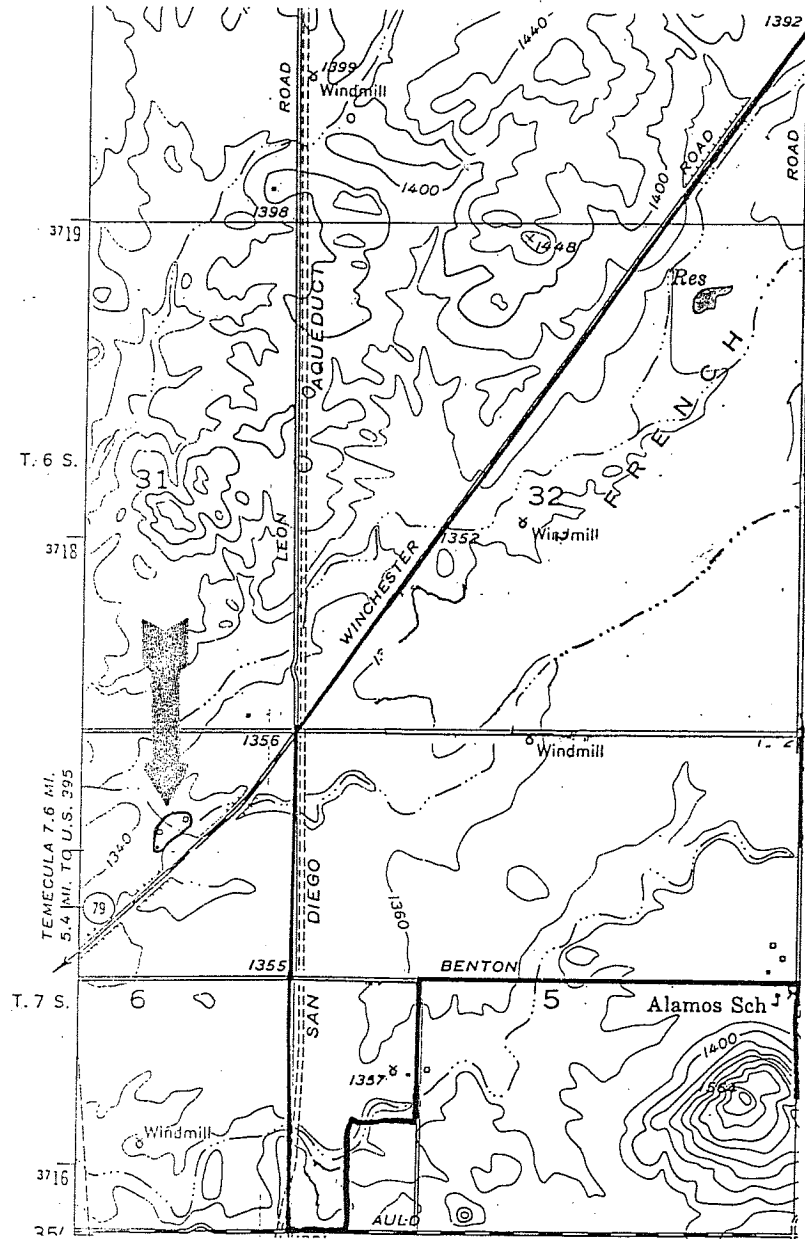 1440
1392
ROAD
1399
Windmill
ROAD
ROAD
1400
1400
1398
3719
1448
AQUEDUCT
Res
FRENCH
T. 6 S.
31
32
LEON
1352
Windmill
3718
WINCHESTER
1356
Windmill
TEMECULA 7.6 MI.
5.4 MI. TO U.S. 395
1340
79
DIEGO
1360
1355
BENTON
T. 7 S.
6
SAN
5
Alamos Sch
1400
1357
1564
Windmill
3716
AULD